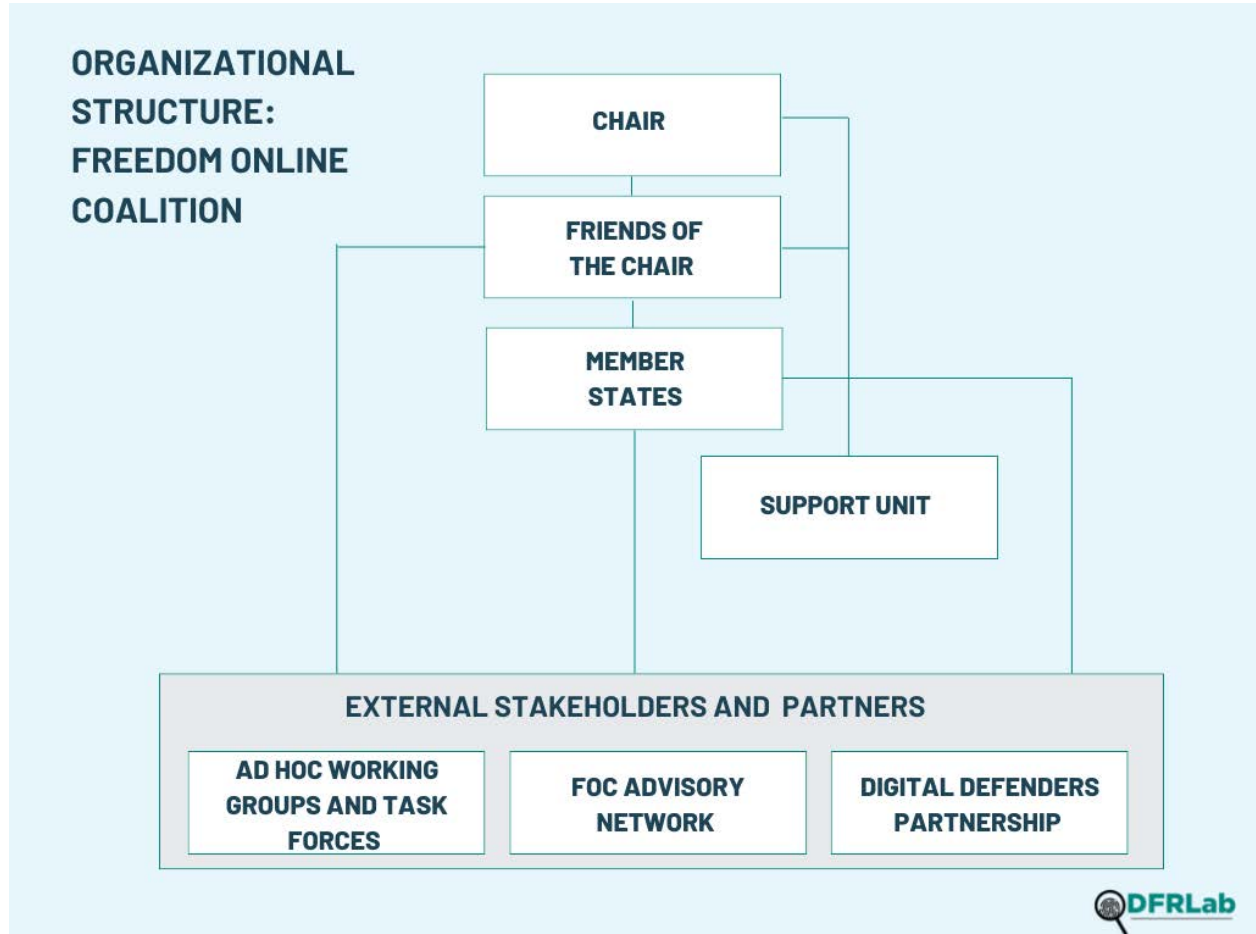 ORGANIZATIONAL
STRUCTURE:
FREEDOM ONLINE
COALITION
CHAIR
FRIENDS OF
THE CHAIR
MEMBER
STATES
SUPPORT UNIT
EXTERNAL STAKEHOLDERS AND PARTNERS
AD HOC WORKING
GROUPS AND TASK
FORCES
FOC ADVISORY
NETWORK
DIGITAL DEFENDERS
PARTNERSHIP
DFRLab